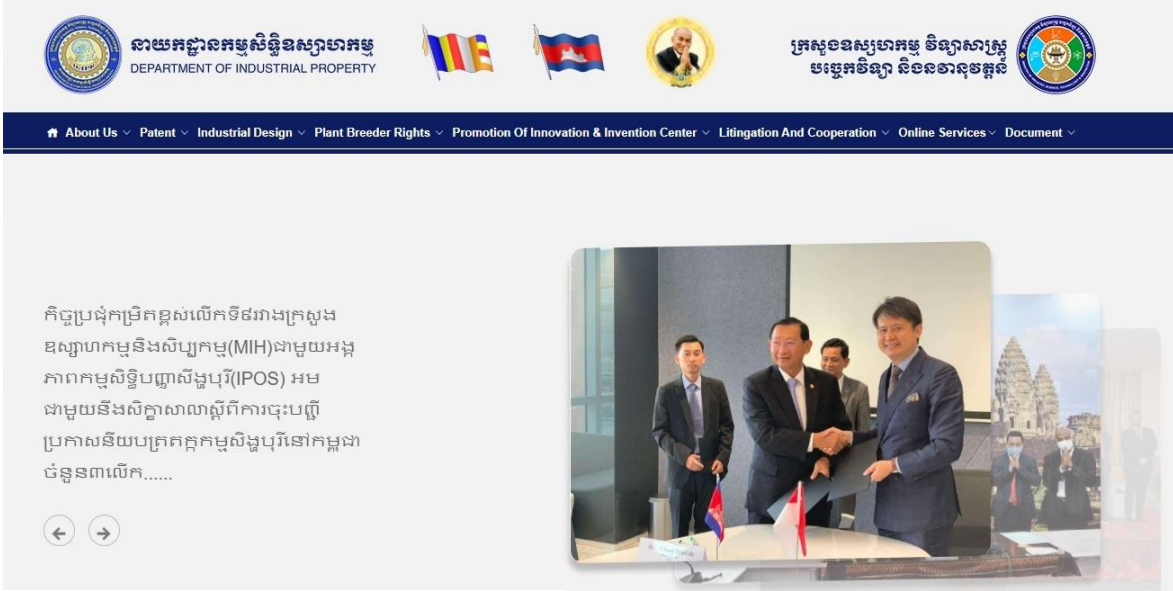 នាយកដ្ឋានកម្មសិទ្ធិឧស្សាហកម្ម
DEPARTMENT OF INDUSTRIAL PROPERTY
ក្រសួងឧស្សាហកម្ម វិទ្យាសាស្ត្រ
បច្ចេកវិទ្យា និងនវានុវត្តន៍
About Us Patent Industrial Design Plant Breeder Rights Promotion Of Innovation & Invention Center Litingation And Cooperation Online Services Document
កិច្ចប្រជុំកម្រិតខ្ពស់លើកទី៩រវាងក្រសួង
ឧស្សាហកម្មនិងសិប្បកម្ម(MIH)ជាមួយអង្គ
ភាពកម្មសិទ្ធិបញ្ញាសឹង្ហបុរី(IPOS) អម
ជាមួយនឹងសិក្ខាសាលាស្តីពីការចុះបញ្ជី
ប្រកាសនីយបត្រតក្កកម្មសិង្ហបុរីនៅកម្ពុជា
ចំនួន៣លើក......